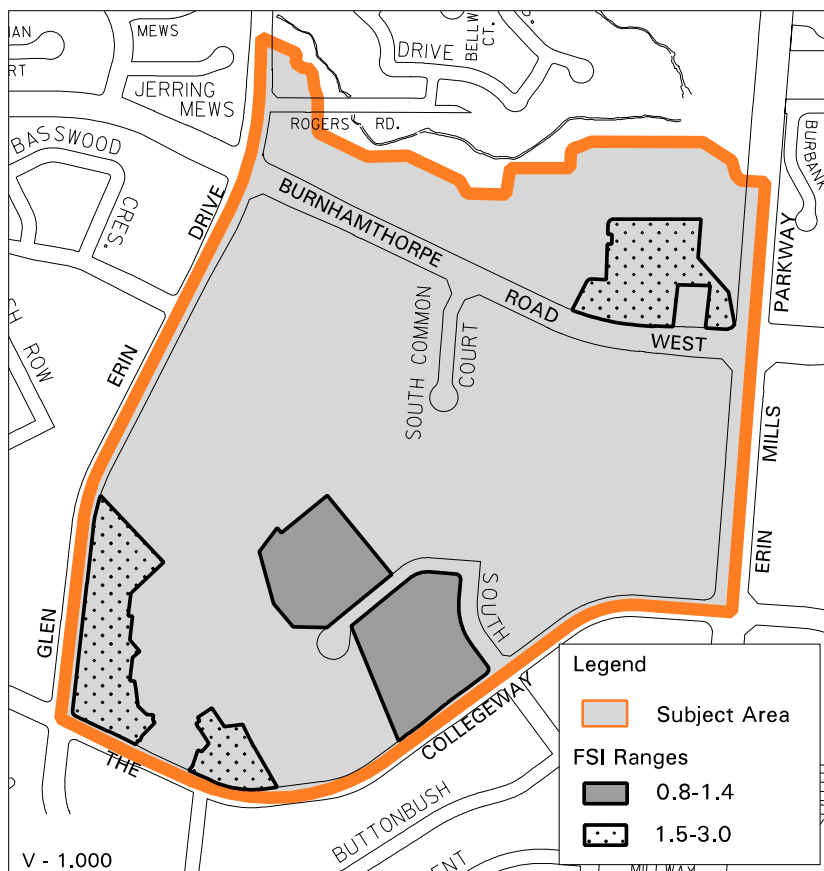 MEWS
JERRING
MEWS
BASSWOOD
CRES.
DRIVE
BELLW
CT.
ROGERS RD.
BURBANK
BURNHAMTHORPE
ROAD
WEST
DRIVE
ERIN
GLEN
PARKWAY
MILLS
ERIN
SOUTH COMMON
COURT
ROW
SOUTH
THE
COLLEGEWAY
BUTTONBUSH
Legend
Subject Area
FSI Ranges
0.8-1.4
1.5-3.0
V - 1.000